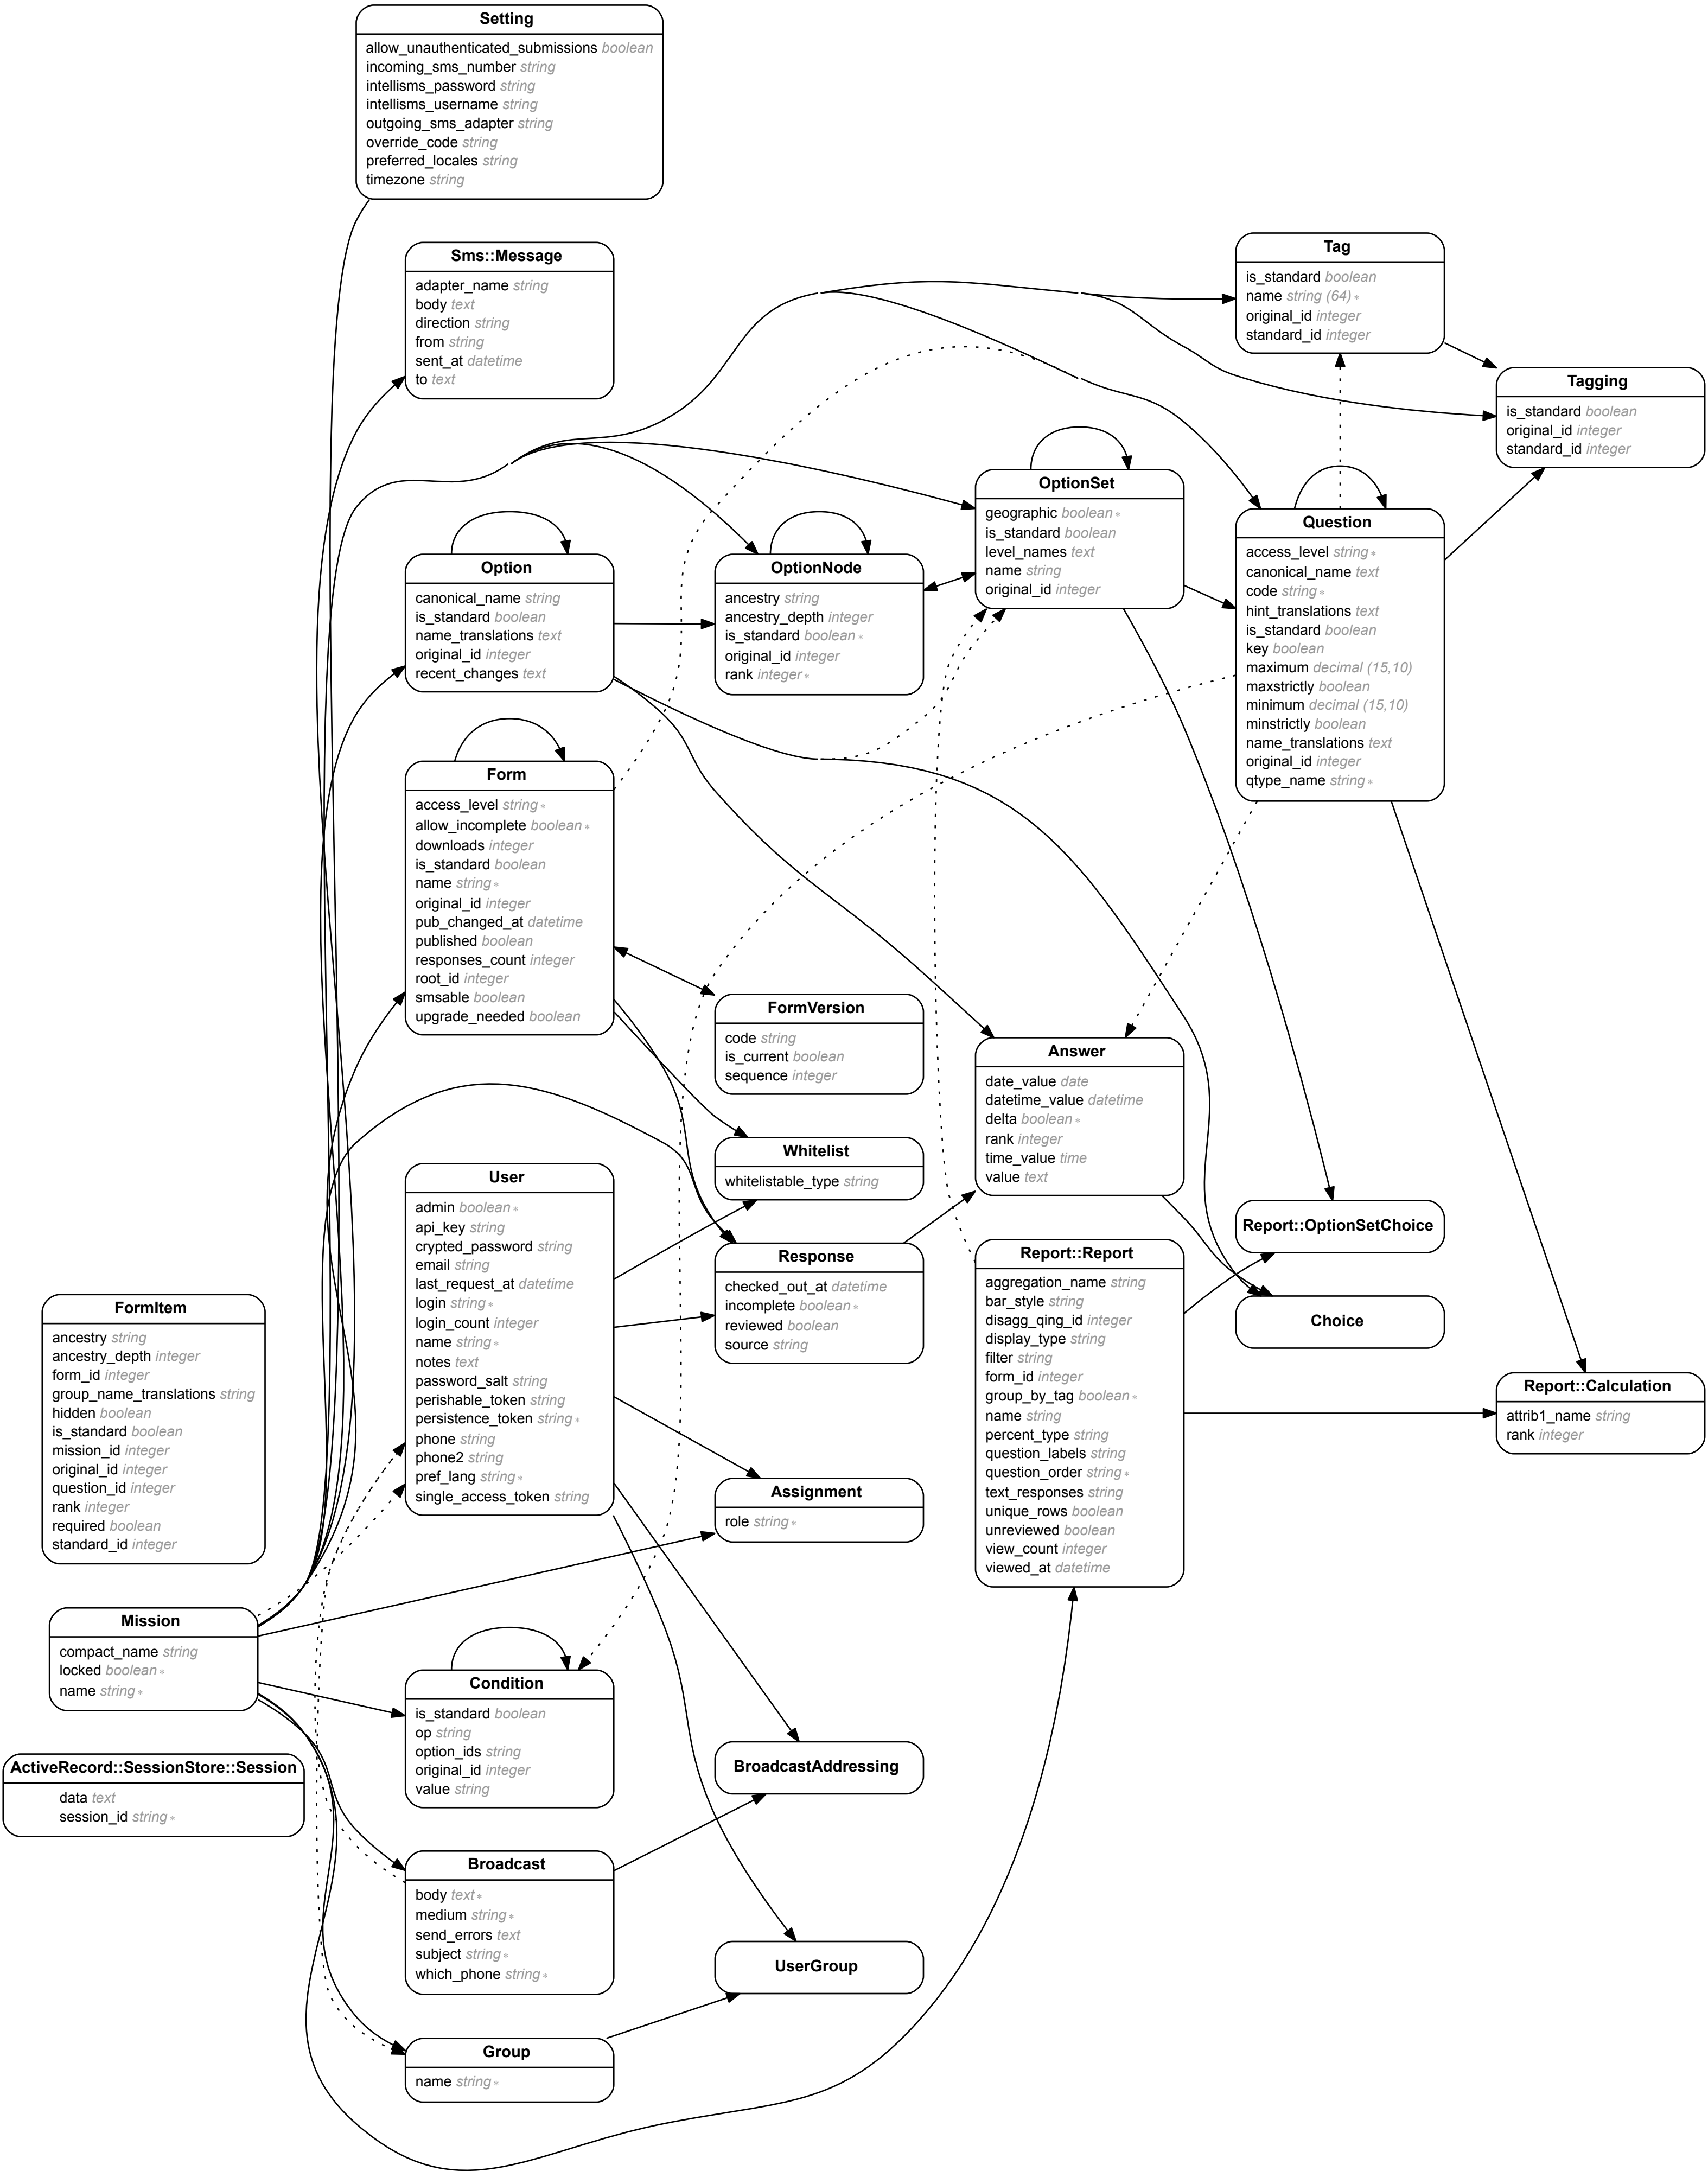 Setting
allow_unauthenticated_submissions boolean
incoming_sms_number string
intellisms_password string
intellisms_username string
outgoing_sms_adapter string
override_code string
preferred_locales string
timezone string
Sms::Message
adapter_name string
body text
direction string
from string
sent_at datetime
to text
Tag
is_standard boolean
name string (64) ∗
original_id integer
standard_id integer
Tagging
is_standard boolean
original_id integer
standard_id integer
Option
canonical_name string
is_standard boolean
name_translations text
original_id integer
recent_changes text
OptionNode
ancestry string
ancestry_depth integer
is_standard boolean ∗
original_id integer
rank integer ∗
OptionSet
geographic boolean ∗
is_standard boolean
level_names text
name string
original_id integer
Question
access_level string ∗
canonical_name text
code string ∗
hint_translations text
is_standard boolean
key boolean
maximum decimal (15,10)
maxstrictly boolean
minimum decimal (15,10)
minstrictly boolean
name_translations text
original_id integer
qtype_name string ∗
Form
access_level string ∗
allow_incomplete boolean ∗
downloads integer
is_standard boolean
name string ∗
original_id integer
pub_changed_at datetime
published boolean
responses_count integer
root_id integer
smsable boolean
upgrade_needed boolean
FormVersion
code string
is_current boolean
sequence integer
Answer
date_value date
datetime_value datetime
delta boolean ∗
rank integer
time_value time
value text
Whitelist
whitelistable_type string
User
admin boolean ∗
api_key string
crypted_password string
email string
last_request_at datetime
login string ∗
login_count integer
name string ∗
notes text
password_salt string
perishable_token string
persistence_token string ∗
phone string
phone2 string
pref_lang string ∗
single_access_token string
Response
checked_out_at datetime
incomplete boolean ∗
reviewed boolean
source string
Report::Report
aggregation_name string
bar_style string
disagg_qing_id integer
display_type string
filter string
form_id integer
group_by_tag boolean ∗
name string
percent_type string
question_labels string
question_order string ∗
text_responses string
unique_rows boolean
unreviewed boolean
view_count integer
viewed_at datetime
Report::OptionSetChoice
Choice
Report::Calculation
attrib1_name string
rank integer
FormItem
ancestry string
ancestry_depth integer
form_id integer
group_name_translations string
hidden boolean
is_standard boolean
mission_id integer
original_id integer
question_id integer
rank integer
required boolean
standard_id integer
Assignment
role string ∗
Mission
compact_name string
locked boolean ∗
name string ∗
Condition
is_standard boolean
op string
option_ids string
original_id integer
value string
ActiveRecord::SessionStore::Session
data text
session_id string ∗
BroadcastAddressing
Broadcast
body text ∗
medium string ∗
send_errors text
subject string ∗
which_phone string ∗
UserGroup
Group
name string ∗